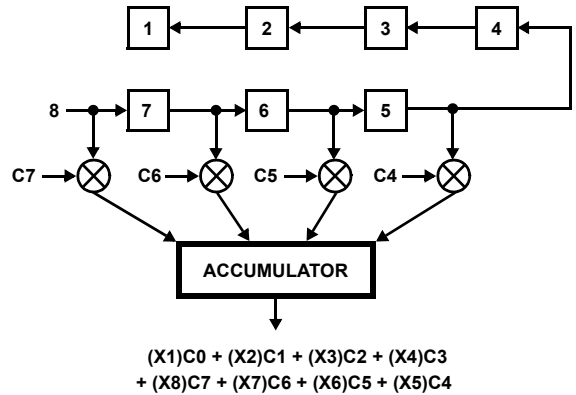 1 2 3 4
8 7 6 5
C7 C6 C5 C4
ACCUMULATOR
(X1)C0 + (X2)C1 + (X3)C2 + (X4)C3
+ (X8)C7 + (X7)C6 + (X6)C5 + (X5)C4